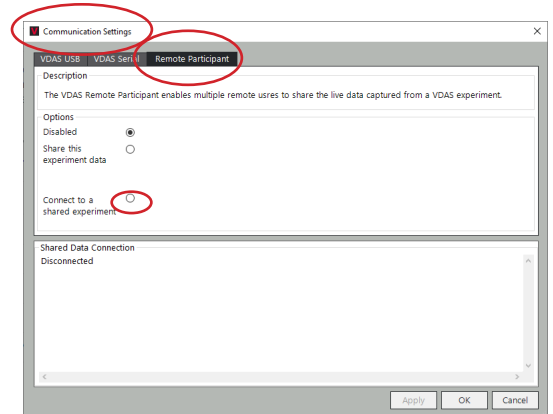 Communication Settings
VDAS USB VDAS Serial Remote Participant
Description
The VDAS Remote Participant enables multiple remote usres to share the live data captured from a VDAS experiment.
Options
Disabled
Share this
experiment data
Connect to a
shared experiment
Shared Data Connection
Disconnected
Apply OK Cancel